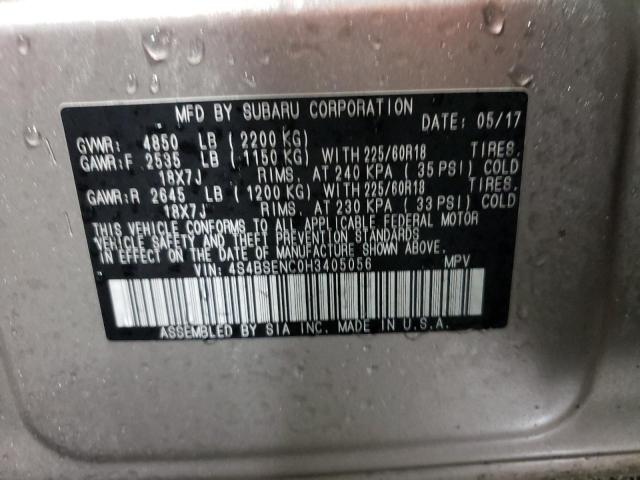 MFD BY SUBARU CORPORATION DATE: 05/17
GVWR: 4850 LB (2200 KG)
GAWR:F 2535 LB (1150 KG) WITH 225/60R18 TIRES.
18X7J RIMS. AT 240 KPA (35 PSI) COLD
GAWR:R 2645 LB (1200 KG) WITH 225/60R18 TIRES.
18X7J RIMS. AT 230 KPA (33 PSI) COLD
THIS VEHICLE CONFORMS TO ALL APPLICABLE FEDERAL MOTOR
VEHICLE SAFETY AND THEFT PREVENTION STANDARDS
IN EFFECT ON THE DATE OF MANUFACTURE SHOWN ABOVE.
VIN: 4S4BSENC0H3405056 MPV
ASSEMBLED BY SIA INC. MADE IN U.S.A.